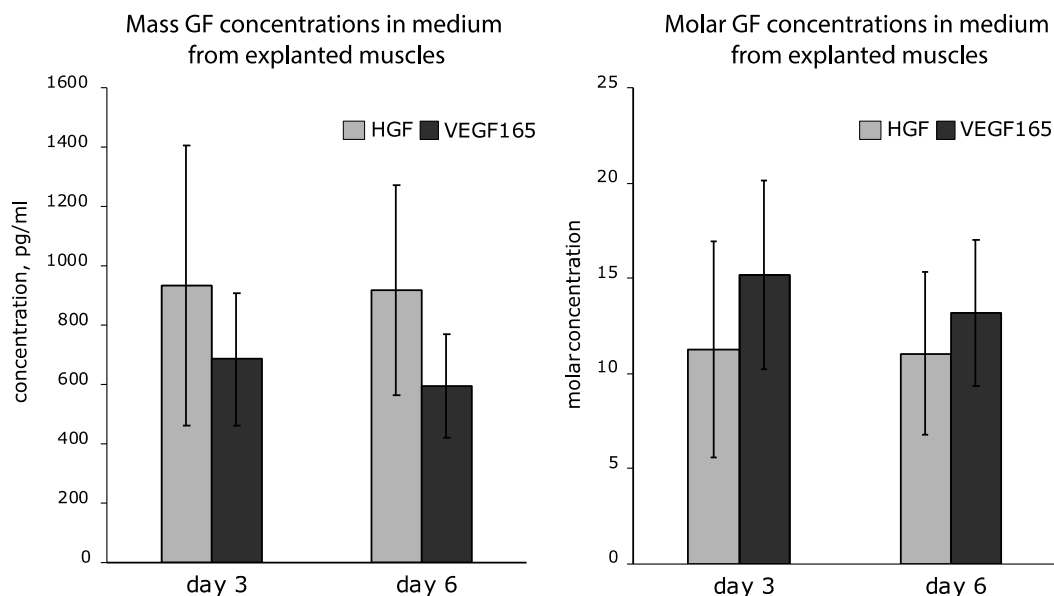 Mass GF concentrations in medium
from explanted muscles
1600
1400
1200
1000
800
600
400
200
0
concentration, pg/ml
HGF VEGF165
day 3 day 6
Molar GF concentrations in medium
from explanted muscles
25
20
15
10
5
0
molarconcentration
HGF VEGF165
day 3 day 6